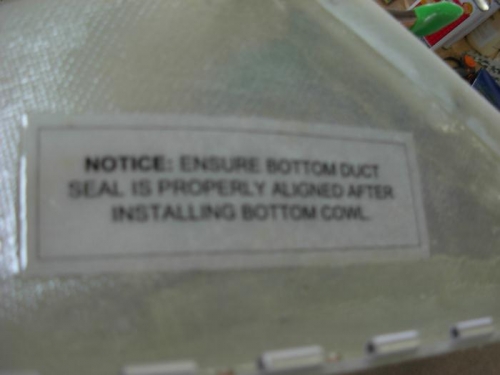 NOTICE: ENSURE BOTTOM DUCT
SEAL IS PROPERLY ALIGNED AFTER
INSTALLING BOTTOM COWL.